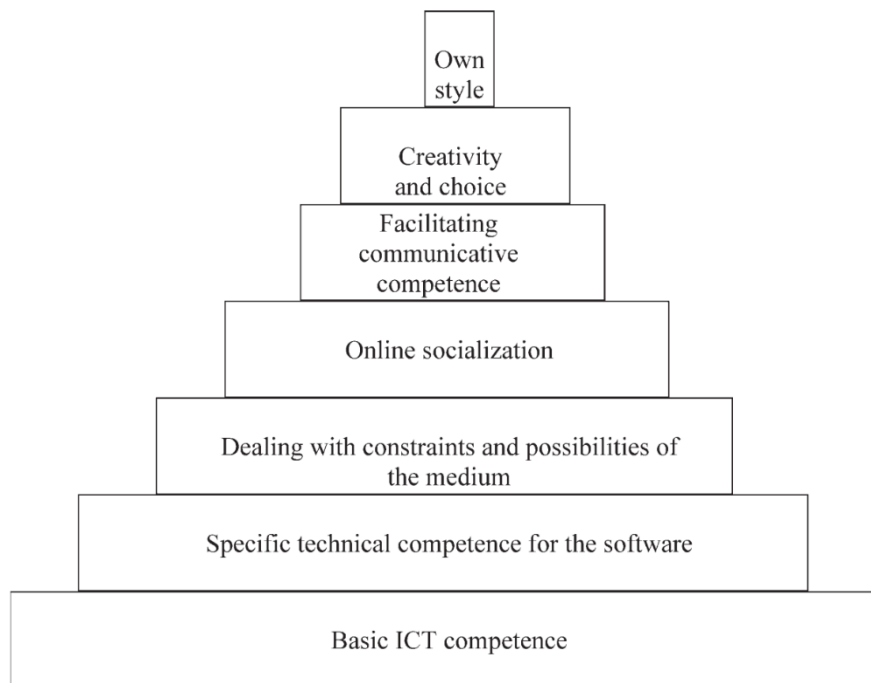 Own
style
Creativity
and choice
Facilitating
communicative
competence
Online socialization
Dealing with constraints and possibilities of
the medium
Specific technical competence for the software
Basic ICT competence